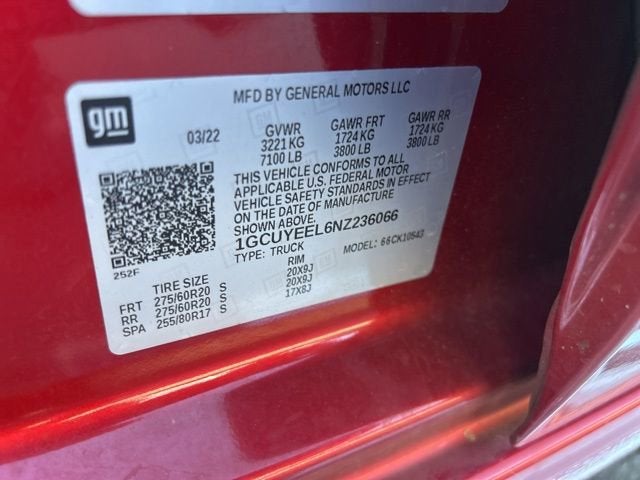 gm
MFD BY GENERAL MOTORS LLC
03/22
GVWR GAWR FRT GAWR RR
3221 KG 1724 KG 1724 KG
7100 LB 3800 LB 3800 LB
THIS VEHICLE CONFORMS TO ALL
APPLICABLE U.S. FEDERAL MOTOR
VEHICLE SAFETY STANDARDS IN EFFECT
ON THE DATE OF MANUFACTURE
SHOWN ABOVE.
1GCUYEEL6NZ236066
TYPE: TRUCK MODEL: 66CK10543
252F
TIRE SIZE RIM
FRT 275/60R20 S 20X9J
RR 275/60R20 S 20X9J
SPA 255/80R17 S 17X8J